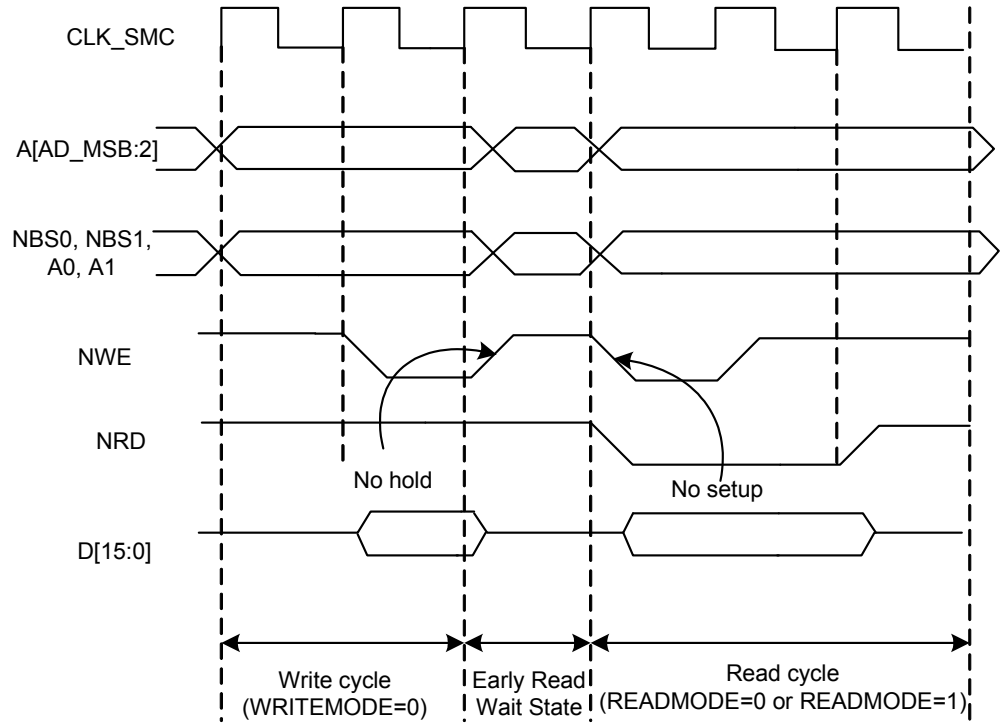 CLK_SMC
A[AD_MSB:2]
NBS0, NBS1,
A0, A1
NWE
NRD
No hold
No setup
D[15:0]
Write cycle
(WRITEMODE=0)
Early Read
Wait State
Read cycle
(READMODE=0 or READMODE=1)